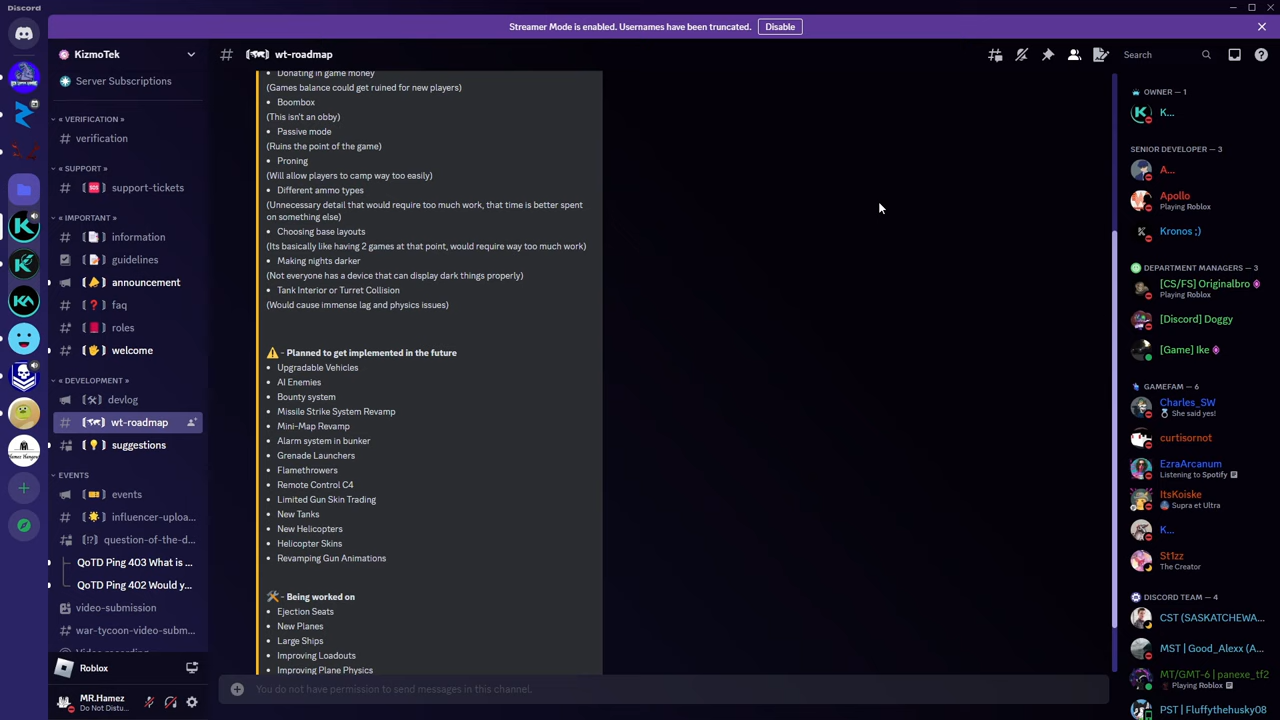 Discord
Streamer Mode is enabled. Usernames have been truncated. Disable
KizmoTek
Server Subscriptions
« VERIFICATION »
verification
« SUPPORT »
support-tickets
« IMPORTANT »
information
guidelines
announcement
faq
roles
welcome
« DEVELOPMENT »
devlog
wt-roadmap
suggestions
EVENTS
events
influencer-uploa...
question-of-the-d...
QoTD Ping 403 What is ...
QoTD Ping 402 Would y...
video-submission
war-tycoon-video-subm...
Video recording
Roblox
MR.Hamez
Do Not Distu...
wt-roadmap
Search
Donating in game money
(Games balance could get ruined for new players)
• Boombox
(This isn't an obby)
• Passive mode
(Ruins the point of the game)
• Proning
(Will allow players to camp way too easily)
• Different ammo types
(Unnecessary detail that would require too much work, that time is better spent
on something else)
• Choosing base layouts
(Its basically like having 2 games at that point, would require way too much work)
• Making nights darker
(Not everyone has a device that can display dark things properly)
• Tank Interior or Turret Collision
(Would cause immense lag and physics issues)
⚠️ - Planned to get implemented in the future
• Upgradable Vehicles
• AI Enemies
• Bounty system
• Missile Strike System Revamp
• Mini-Map Revamp
• Alarm system in bunker
• Grenade Launchers
• Flamethrowers
• Remote Control C4
• Limited Gun Skin Trading
• New Tanks
• New Helicopters
• Helicopter Skins
• Revamping Gun Animations
🛠️ - Being worked on
• Ejection Seats
• New Planes
• Large Ships
• Improving Loadouts
• Improving Plane Physics
You do not have permission to send messages in this channel.
OWNER — 1
K...
SENIOR DEVELOPER — 3
A...
Apollo
Playing Roblox
Kronos ;)
DEPARTMENT MANAGERS — 3
[CS/FS] Originalbro
Playing Roblox
[Discord] Doggy
[Game] Ike
GAMEFAM — 6
Charles_SW
She said yes!
curtisornot
EzraArcanum
Listening to Spotify
ItsKoiske
Supra et Ultra
K...
St1zz
The Creator
DISCORD TEAM — 4
CST (SASKATCHEWA...
MST | Good_Alexx (A...
MT/GMT-6 | panexe_tf2
Playing Roblox
PST | Fluffythehusky08